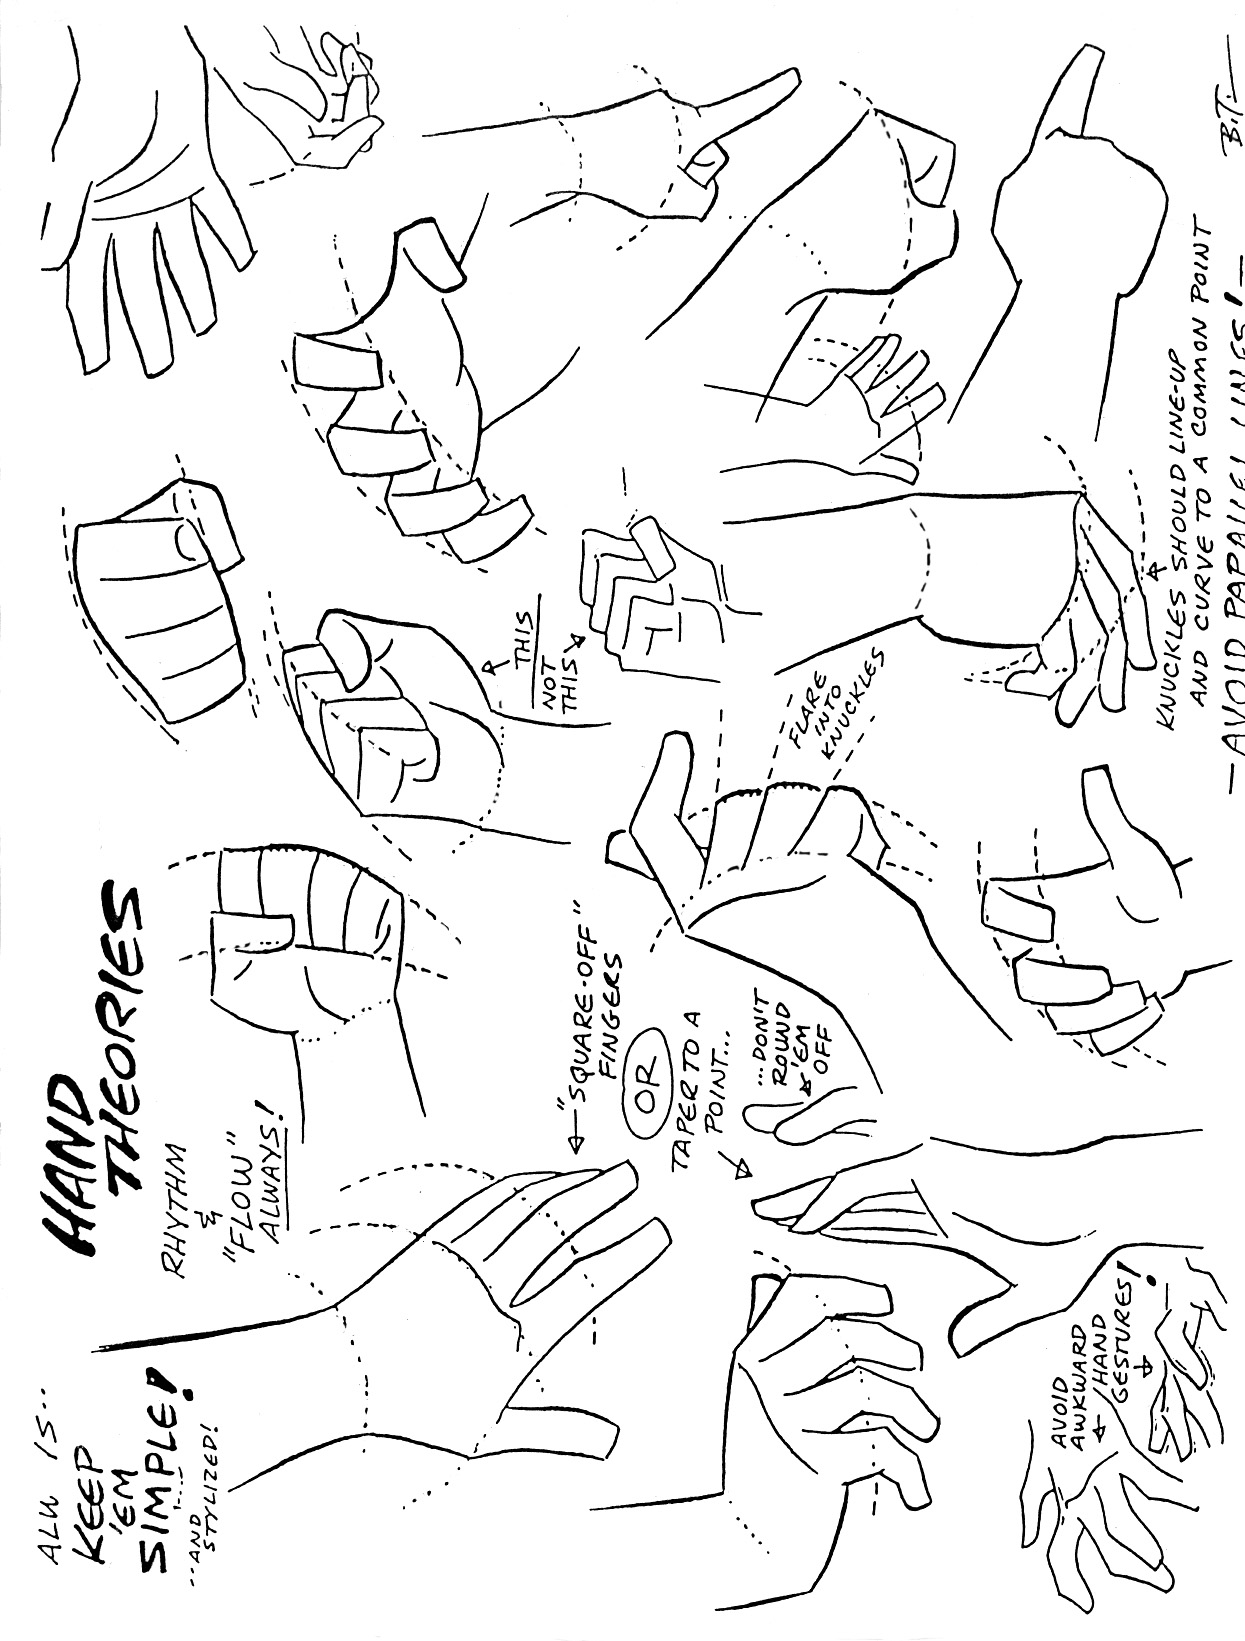 HAND
THEORIES
ALW IS..
KEEP
'EM
SIMPLE!
...AND
STYLIZED!
RHYTHM
&
"FLOW"
ALWAYS!
THIS
NOT
THIS
"SQUARE-OFF"
FINGERS
OR
TAPER TO A
POINT...
...DON'T
ROUND
'EM
OFF
FLARE
INTO
KNUCKLES
AVOID
AWKWARD
HAND
GESTURES!
KNUCKLES SHOULD LINE-UP
AND CURVE TO A COMMON POINT
—AVOID PARALLEL LINES!—
B.T.